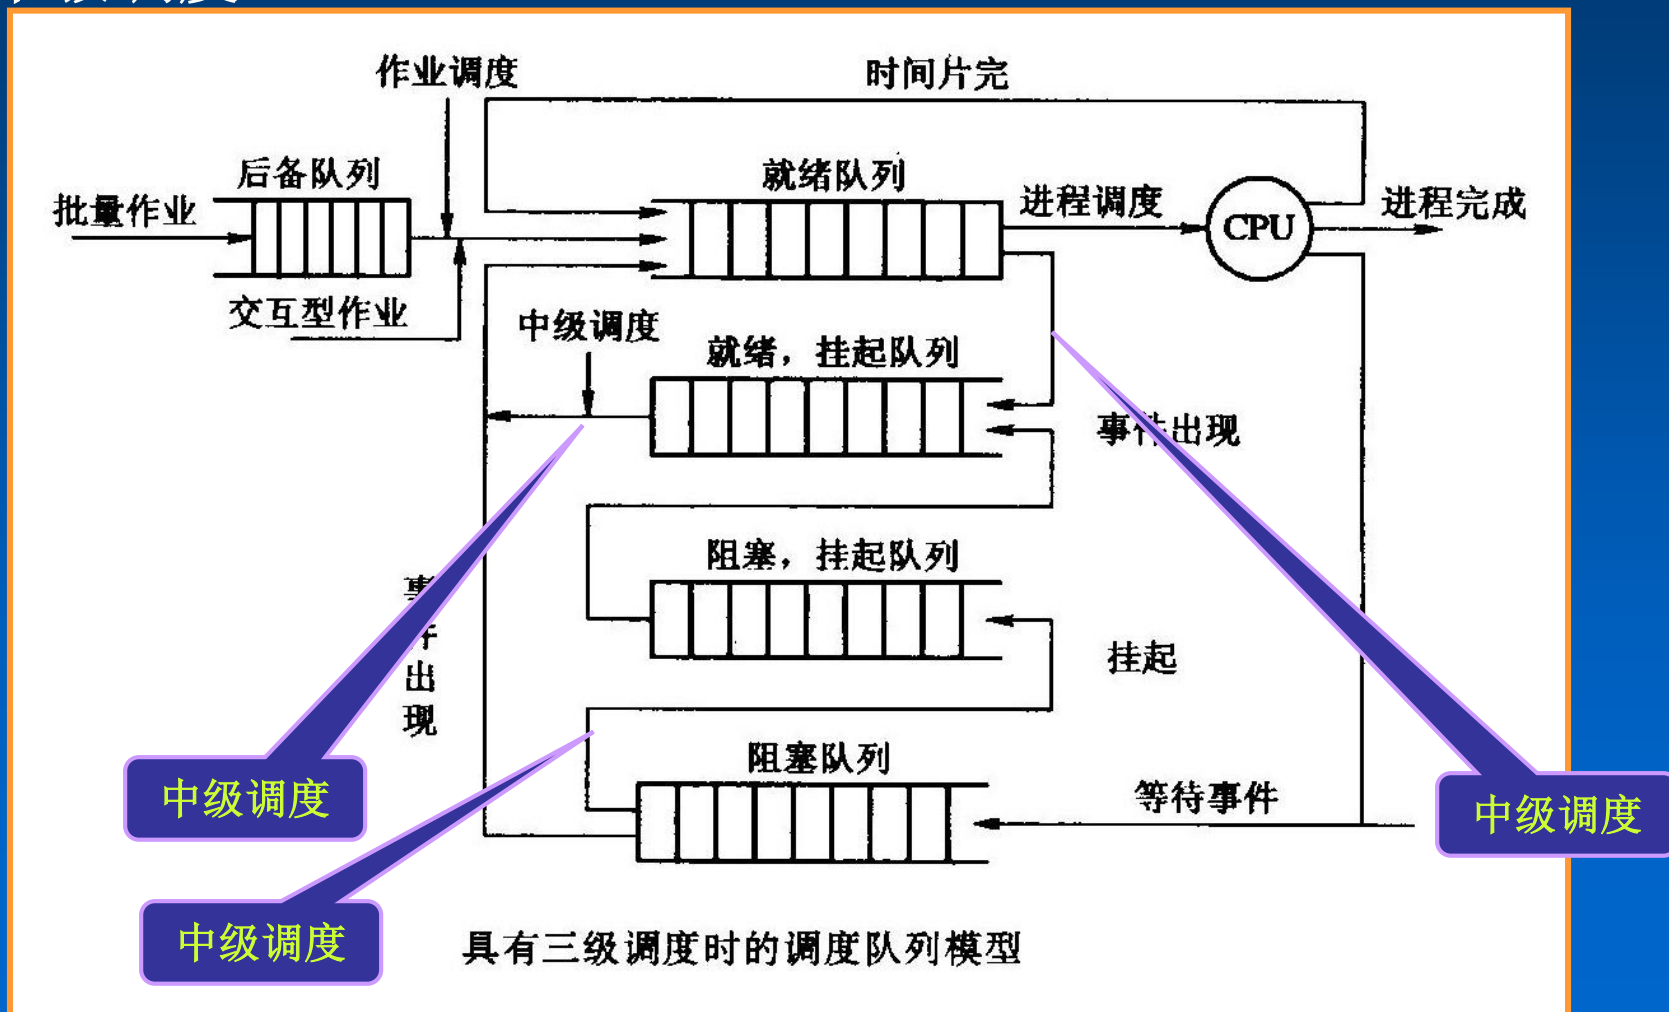 作业调度
时间片完
后备队列
就绪队列
批量作业
进程调度
CPU
进程完成
交互型作业
中级调度
就绪，挂起队列
事件出现
阻塞，挂起队列
出
现
挂起
阻塞队列
中级调度
等待事件
中级调度
中级调度
具有三级调度时的调度队列模型